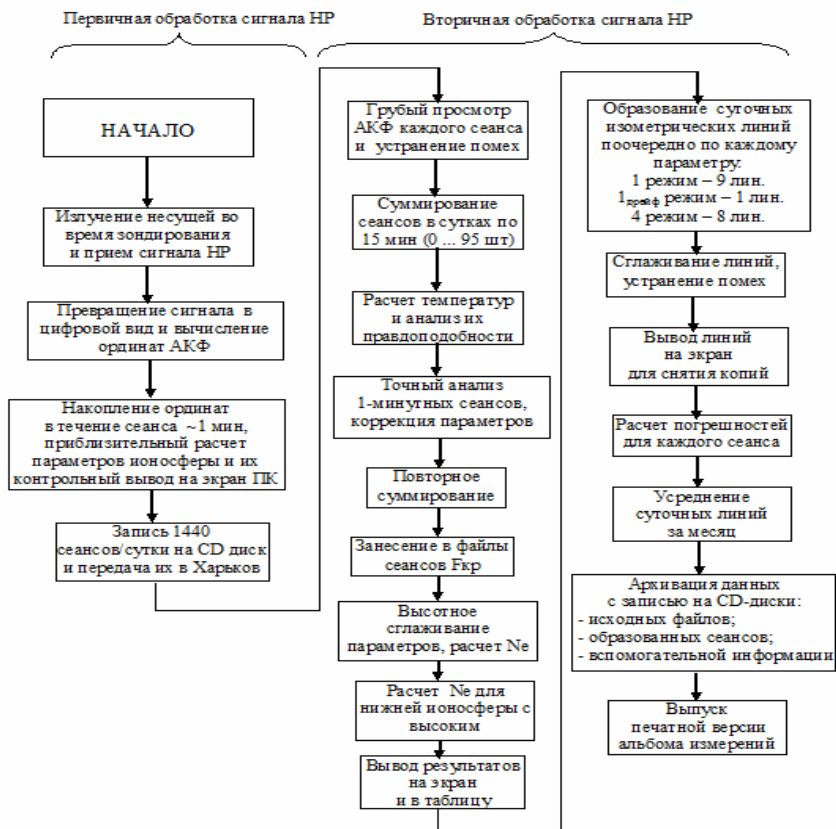 Первичная обработка сигнала НР
Вторичная обработка сигнала НР
НАЧАЛО
Излучение несущей во
время зондирования
и прием сигнала НР
Превращение сигнала в
цифровой вид и вычисление
ординат АКФ
Накопление ординат
в течение сеанса ~1 мин,
приблизительный расчет
параметров ионосферы и их
контрольный вывод на экран ПК
Запись 1440
сеансов/сутки на CD диск
и передача их в Харьков
Грубый просмотр
АКФ каждого сеанса
и устранение помех
Суммирование
сеансов в сутках по
15 мин (0 ... 95 шт)
Расчет температур
и анализ их
правдоподобности
Точный анализ
1-минутных сеансов,
коррекция параметров
Повторное
суммирование
Занесение в файлы
сеансов Fкр
Высотное
сглаживание
параметров, расчет Ne
Расчет Ne для
нижней ионосферы с
высоким
Вывод результатов
на экран
и в таблицу
Образование суточных
изометрических линий
поочередно по каждому
параметру:
1 режим – 9 лин.
1дрейф режим – 1 лин.
4 режим – 8 лин.
Сглаживание линий,
устранение помех
Вывод линий
на экран
для снятия копий
Расчет погрешностей
для каждого сеанса
Усреднение
суточных линий
за месяц
Архивация данных
с записью на CD-диски:
- исходных файлов;
- образованных сеансов;
- вспомогательной информации
Выпуск
печатной версии
альбома измерений